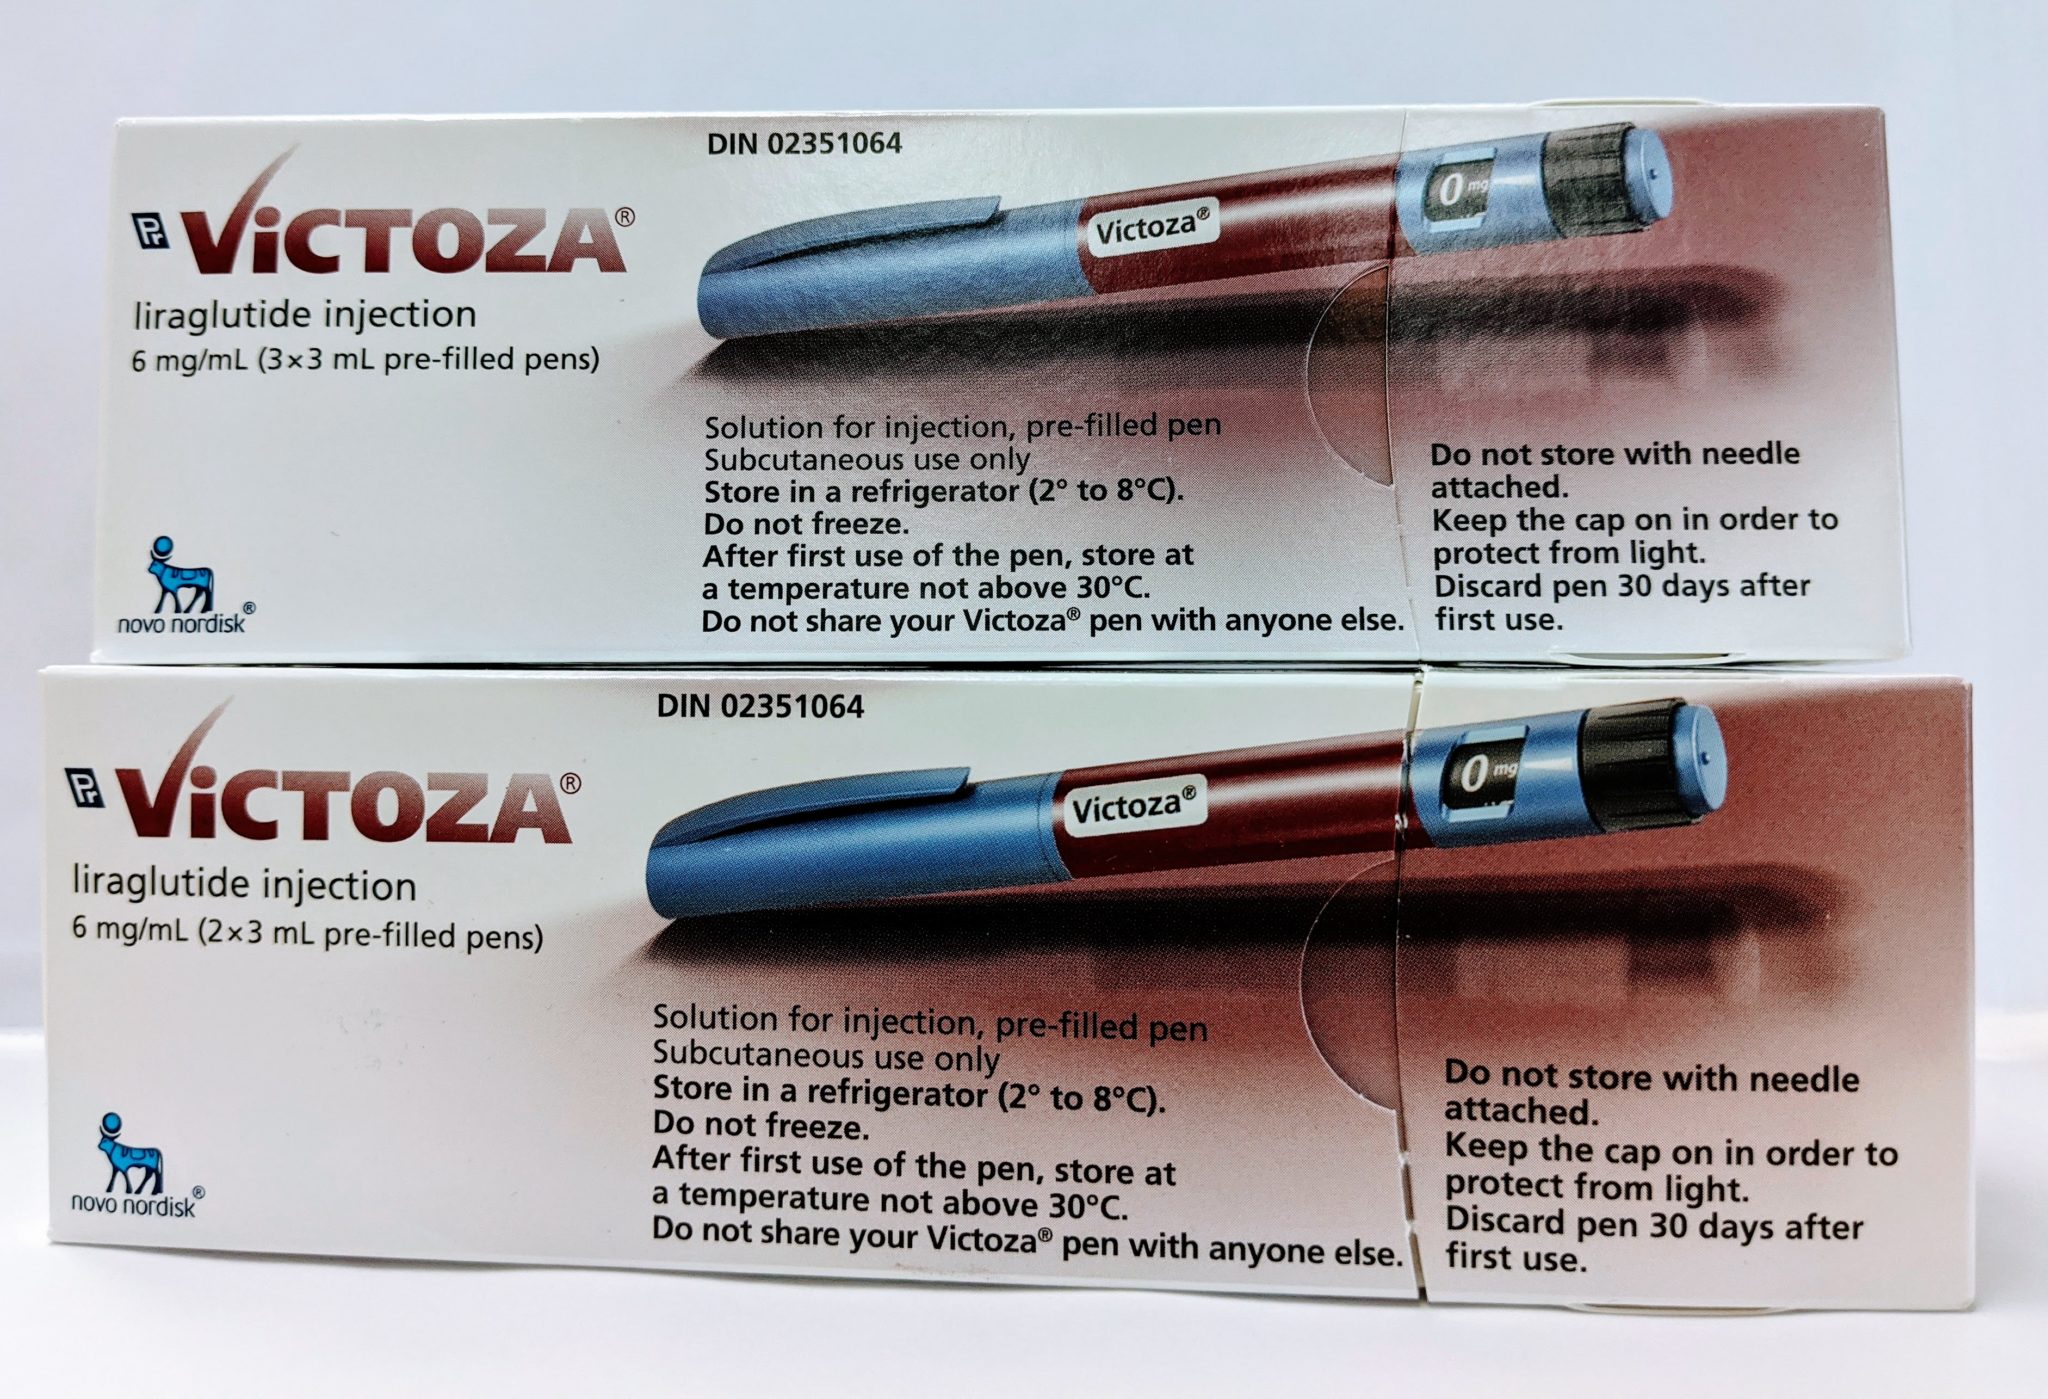 DIN 02351064
Pr VICTOZA®
liraglutide injection
6 mg/mL (3×3 mL pre-filled pens)
Victoza®
0 mg
Solution for injection, pre-filled pen
Subcutaneous use only
Store in a refrigerator (2° to 8°C).
Do not freeze.
After first use of the pen, store at
a temperature not above 30°C.
Do not share your Victoza® pen with anyone else.
Do not store with needle
attached.
Keep the cap on in order to
protect from light.
Discard pen 30 days after
first use.
novo nordisk®
DIN 02351064
Pr VICTOZA®
liraglutide injection
6 mg/mL (2×3 mL pre-filled pens)
Victoza®
0 mg
Solution for injection, pre-filled pen
Subcutaneous use only
Store in a refrigerator (2° to 8°C).
Do not freeze.
After first use of the pen, store at
a temperature not above 30°C.
Do not share your Victoza® pen with anyone else.
Do not store with needle
attached.
Keep the cap on in order to
protect from light.
Discard pen 30 days after
first use.
novo nordisk®